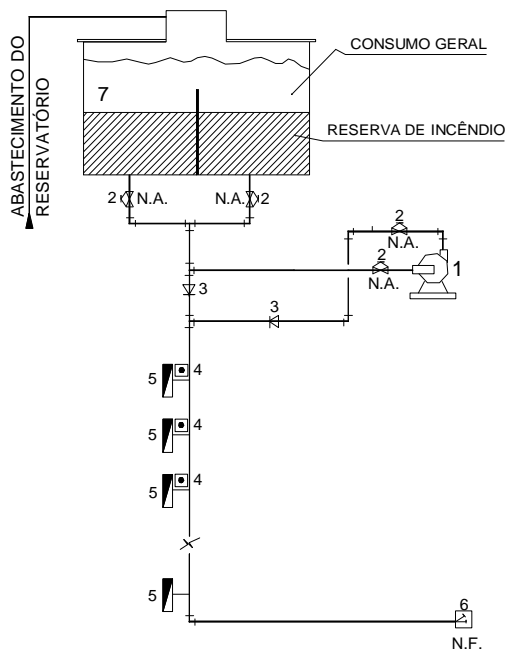 CONSUMO GERAL
7
RESERVA DE INCÊNDIO
ABASTECIMENTO DO
RESERVATÓRIO
2 N.A.
N.A. 2
2
N.A.
2
N.A.
1
3
3
5 4
5 4
5 4
5
6
N.F.